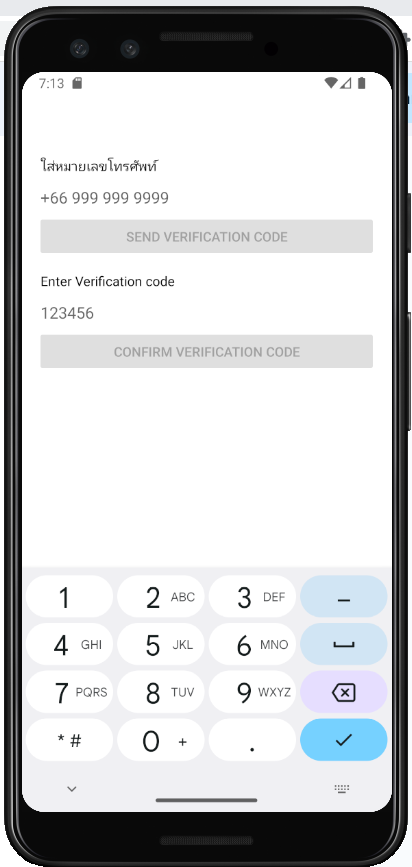 7:13
ใส่หมายเลขโทรศัพท์
+66 999 999 9999
SEND VERIFICATION CODE
Enter Verification code
123456
CONFIRM VERIFICATION CODE
1 2 ABC 3 DEF _
4 GHI 5 JKL 6 MNO
7 PQRS 8 TUV 9 WXYZ
* # 0 + .